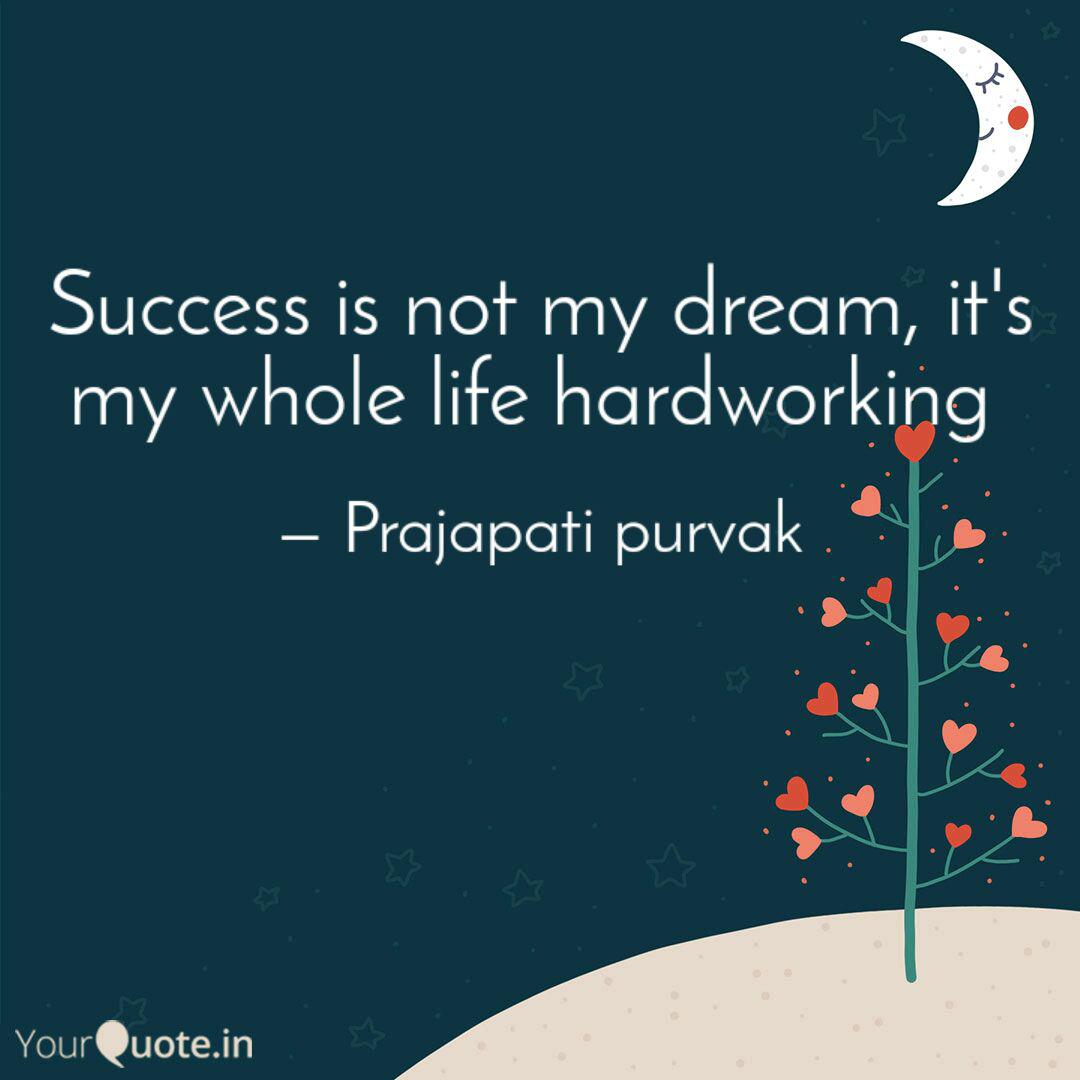 Success is not my dream, it's
my whole life hardworking
– Prajapati purvak
YourQuote.in